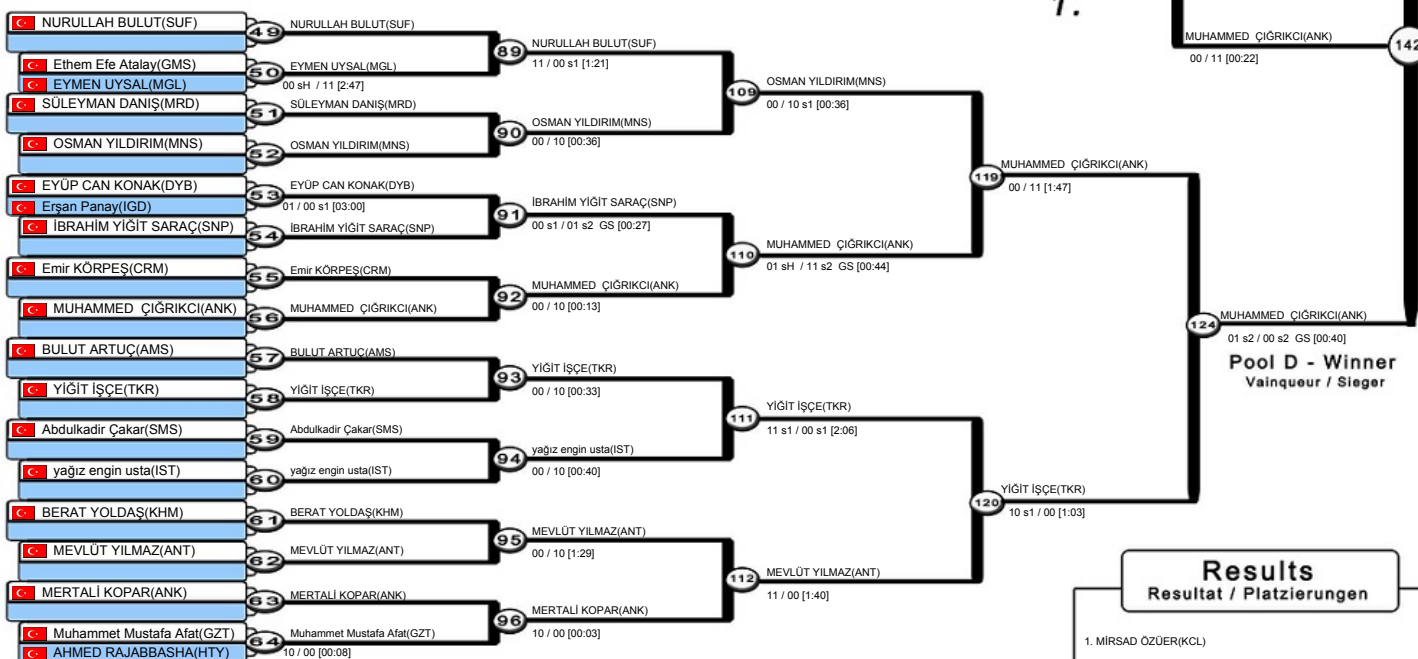 NURULLAH BULUT(SUF)
Ethem Efe Atalay(GMS)
EYMEN UYSAL(MGL)
SÜLEYMAN DANIŞ(MRD)
OSMAN YILDIRIM(MNS)
EYÜP CAN KONAK(DYB)
Erşan Panay(IGD)
İBRAHİM YİĞİT SARAÇ(SNP)
Emir KÖRPEŞ(CRM)
MUHAMMED ÇIĞRIKCI(ANK)
BULUT ARTUÇ(AMS)
YİĞİT İŞÇE(TKR)
Abdulkadir Çakar(SMS)
yağız engin usta(IST)
BERAT YOLDAŞ(KHM)
MEVLÜT YILMAZ(ANT)
MERTALİ KOPAR(ANK)
Muhammet Mustafa Afat(GZT)
AHMED RAJABBASHA(HTY)
49
NURULLAH BULUT(SUF)
50
EYMEN UYSAL(MGL)
00 sH / 11 [2:47]
51
SÜLEYMAN DANIŞ(MRD)
52
OSMAN YILDIRIM(MNS)
53
EYÜP CAN KONAK(DYB)
01 / 00 s1 [03:00]
54
İBRAHİM YİĞİT SARAÇ(SNP)
55
Emir KÖRPEŞ(CRM)
56
MUHAMMED ÇIĞRIKCI(ANK)
57
BULUT ARTUÇ(AMS)
58
YİĞİT İŞÇE(TKR)
59
Abdulkadir Çakar(SMS)
60
yağız engin usta(IST)
61
BERAT YOLDAŞ(KHM)
62
MEVLÜT YILMAZ(ANT)
63
MERTALİ KOPAR(ANK)
64
Muhammet Mustafa Afat(GZT)
10 / 00 [00:08]
89
NURULLAH BULUT(SUF)
11 / 00 s1 [1:21]
90
OSMAN YILDIRIM(MNS)
00 / 10 [00:36]
91
İBRAHİM YİĞİT SARAÇ(SNP)
00 s1 / 01 s2 GS [00:27]
92
MUHAMMED ÇIĞRIKCI(ANK)
00 / 10 [00:13]
93
YİĞİT İŞÇE(TKR)
00 / 10 [00:33]
94
yağız engin usta(IST)
00 / 10 [00:40]
95
MEVLÜT YILMAZ(ANT)
00 / 10 [1:29]
96
MERTALİ KOPAR(ANK)
10 / 00 [00:03]
109
OSMAN YILDIRIM(MNS)
00 / 10 s1 [00:36]
110
MUHAMMED ÇIĞRIKCI(ANK)
01 sH / 11 s2 GS [00:44]
111
YİĞİT İŞÇE(TKR)
11 s1 / 00 s1 [2:06]
112
MEVLÜT YILMAZ(ANT)
11 / 00 [1:40]
119
MUHAMMED ÇIĞRIKCI(ANK)
00 / 11 [1:47]
120
YİĞİT İŞÇE(TKR)
10 s1 / 00 [1:03]
124
MUHAMMED ÇIĞRIKCI(ANK)
01 s2 / 00 s2 GS [00:40]
Pool D - Winner
Vainqueur / Sieger
1.
MUHAMMED ÇIĞRIKCI(ANK)
00 / 11 [00:22]
142
Results
Resultat / Platzierungen
1. MİRSAD ÖZÜER(KCL)